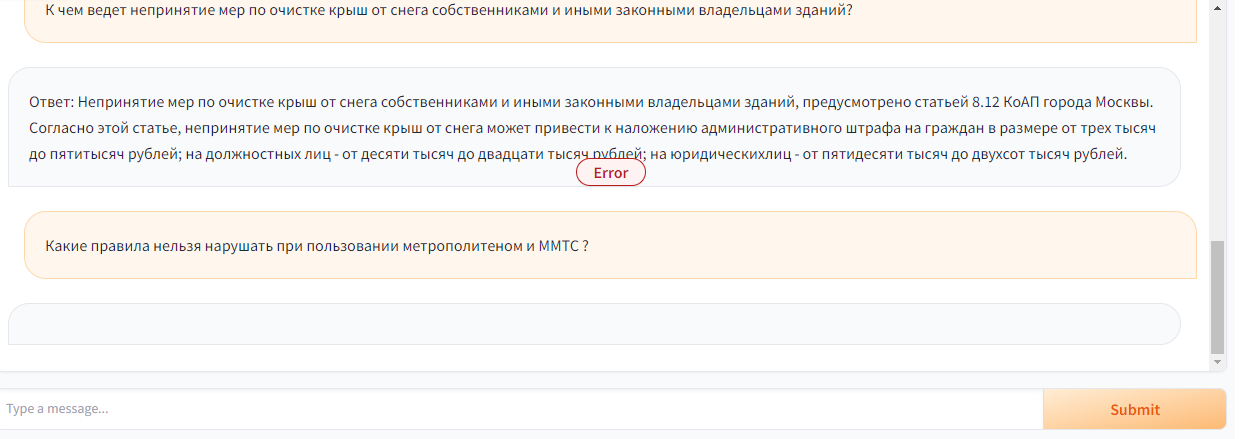 К чем ведет непринятие мер по очистке крыш от снега собственниками и иными законными владельцами зданий?
Ответ: Непринятие мер по очистке крыш от снега собственниками и иными законными владельцами зданий, предусмотрено статьей 8.12 КоАП города Москвы.
Согласно этой статье, непринятие мер по очистке крыш от снега может привести к наложению административного штрафа на граждан в размере от трех тысяч
до пятитысяч рублей; на должностных лиц - от десяти тысяч до двадцати тысяч рублей; на юридическихлиц - от пятидесяти тысяч до двухсот тысяч рублей.
Error
Какие правила нельзя нарушать при пользовании метрополитеном и ММТС ?
Type a message...
Submit